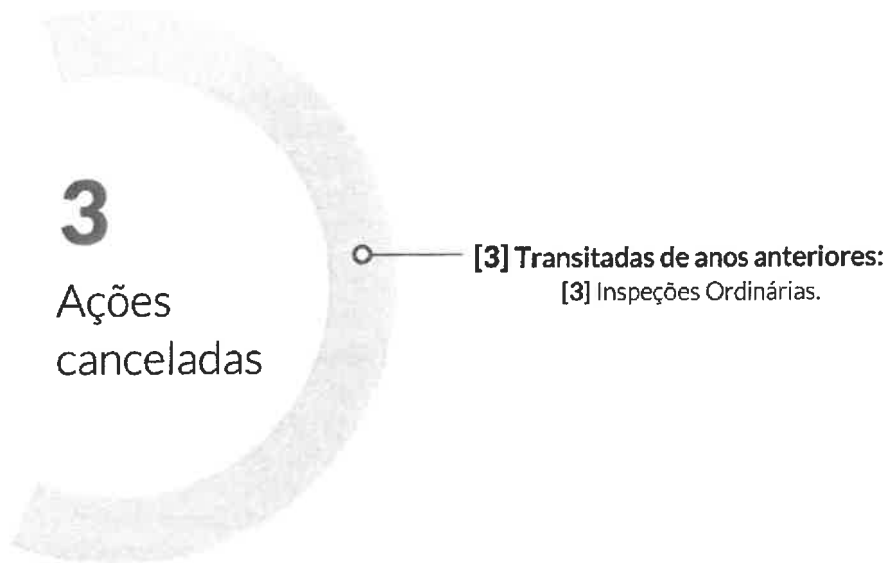 3
Ações
canceladas
[3] Transitadas de anos anteriores:
[3] Inspeções Ordinárias.